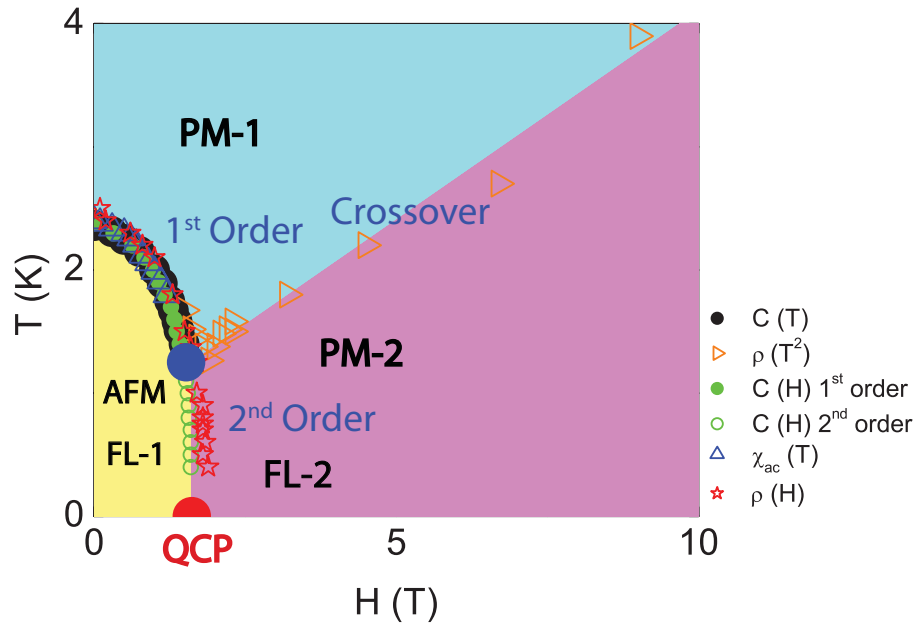 4
PM-1
1st Order
Crossover
T (K)
2
PM-2
AFM
2nd Order
FL-1
FL-2
0
0
QCP
5
10
H (T)
C (T)
ρ (T²)
C (H) 1st order
C (H) 2nd order
χac (T)
ρ (H)